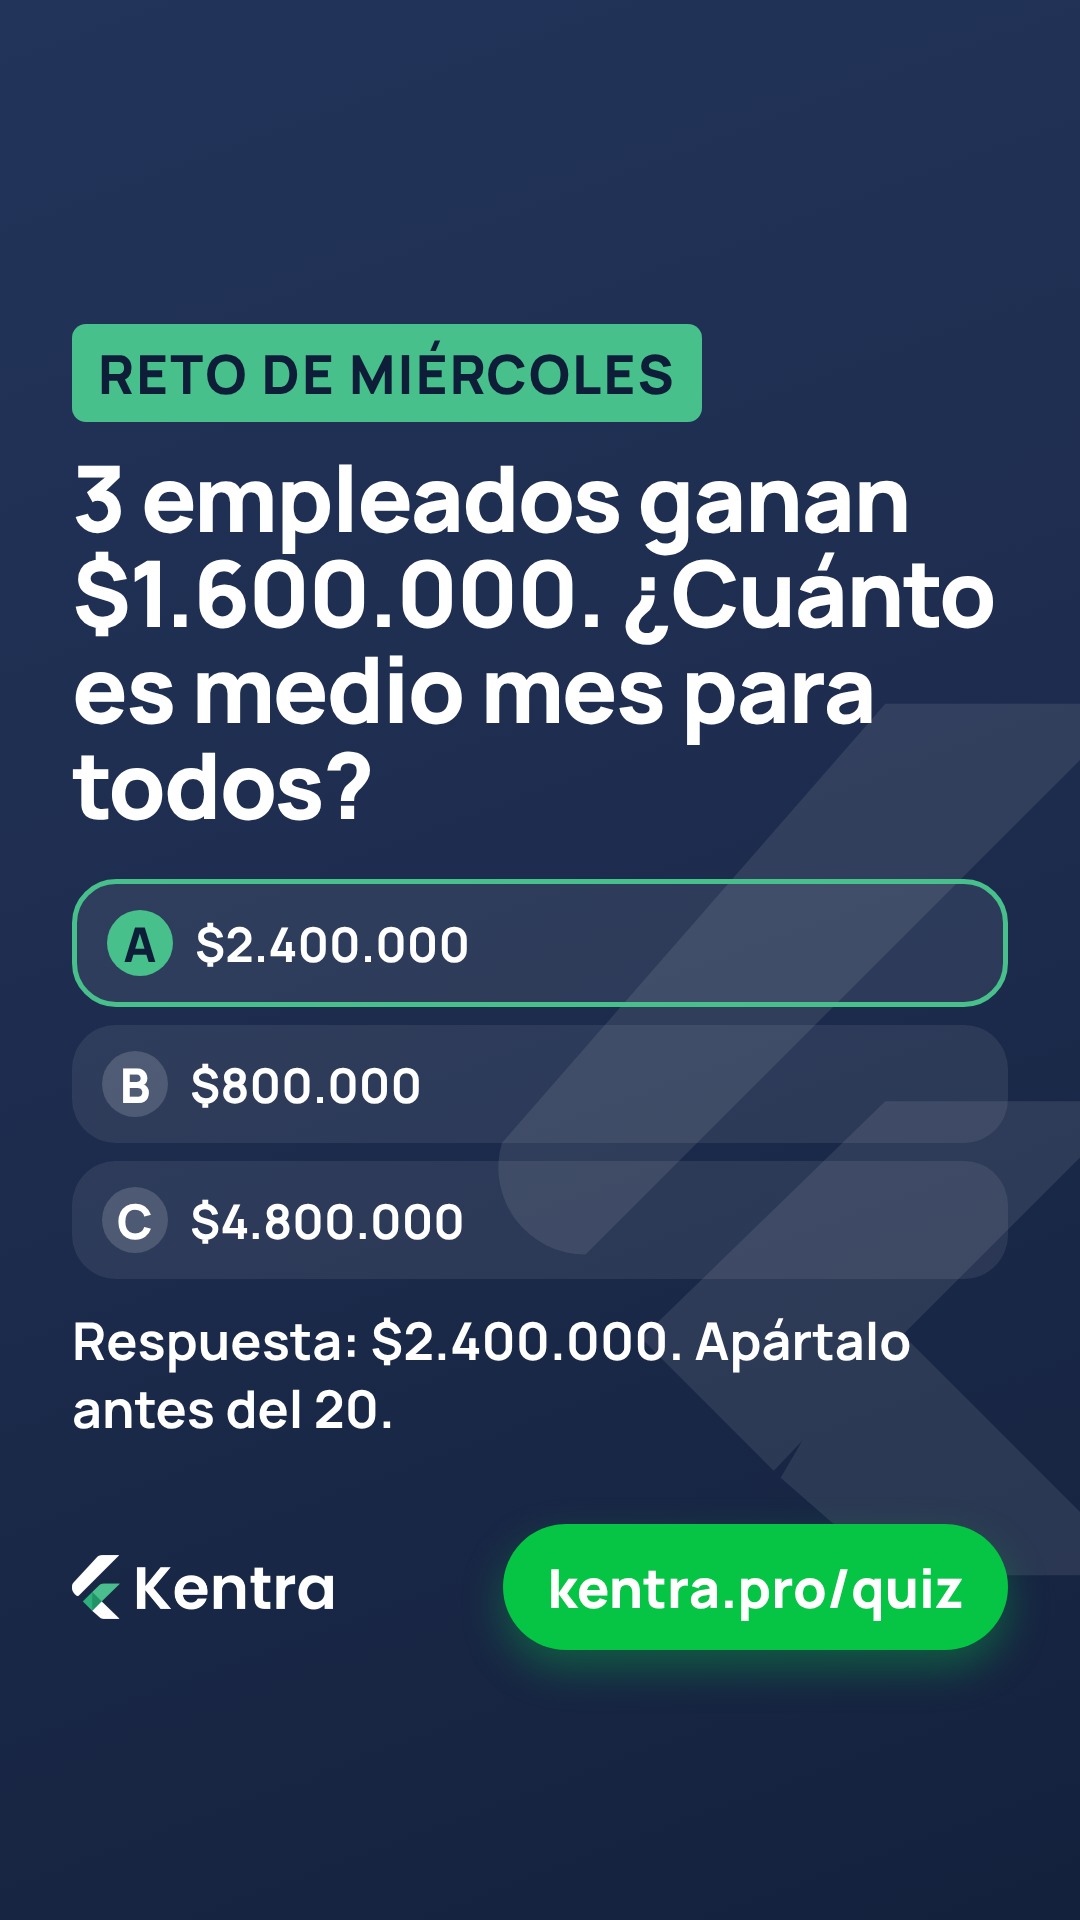 RETO DE MIÉRCOLES
3 empleados ganan
$1.600.000. ¿Cuánto
es medio mes para
todos?
A $2.400.000
B $800.000
C $4.800.000
Respuesta: $2.400.000. Apártalo
antes del 20.
Kentra
kentra.pro/quiz